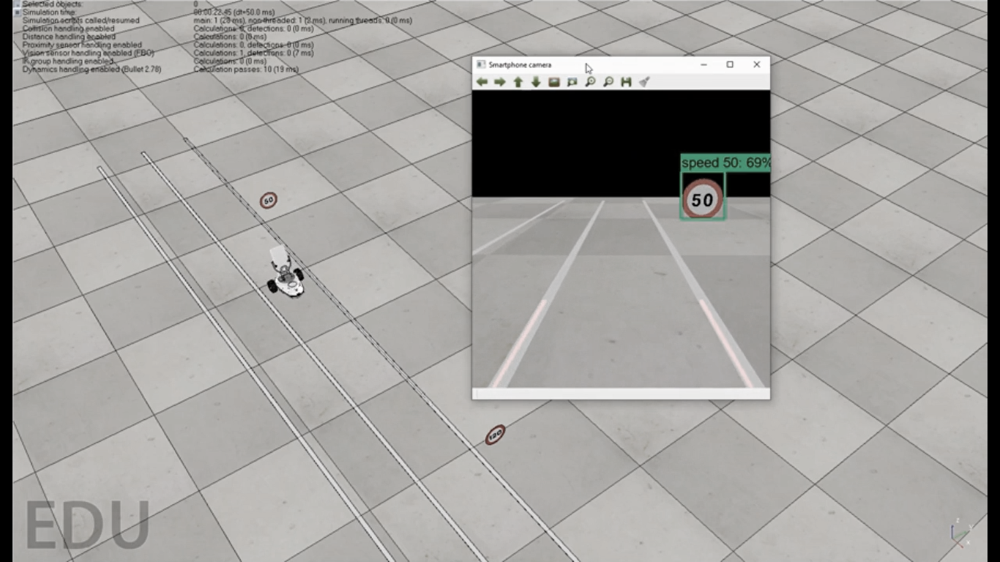 Selected objects: 0
Simulation time: 00:00:22.45 (dt=50.0 ms)
Simulation scripts called/resumed main: 1 (28 ms), non-threaded: 1 (2 ms), running threads: 0 (0 ms)
Collision handling enabled Calculations: 0, detections: 0 (0 ms)
Distance handling enabled Calculations: 0 (0 ms)
Proximity sensor handling enabled Calculations: 0, detections: 0 (0 ms)
Vision sensor handling enabled (FBO) Calculations: 1, detections: 0 (7 ms)
IK group handling enabled Calculations: 0 (0 ms)
Dynamics handling enabled (Bullet 2.78) Calculation passes: 10 (19 ms)
Smartphone camera
speed 50: 69%
50
50
120
EDU
z
x